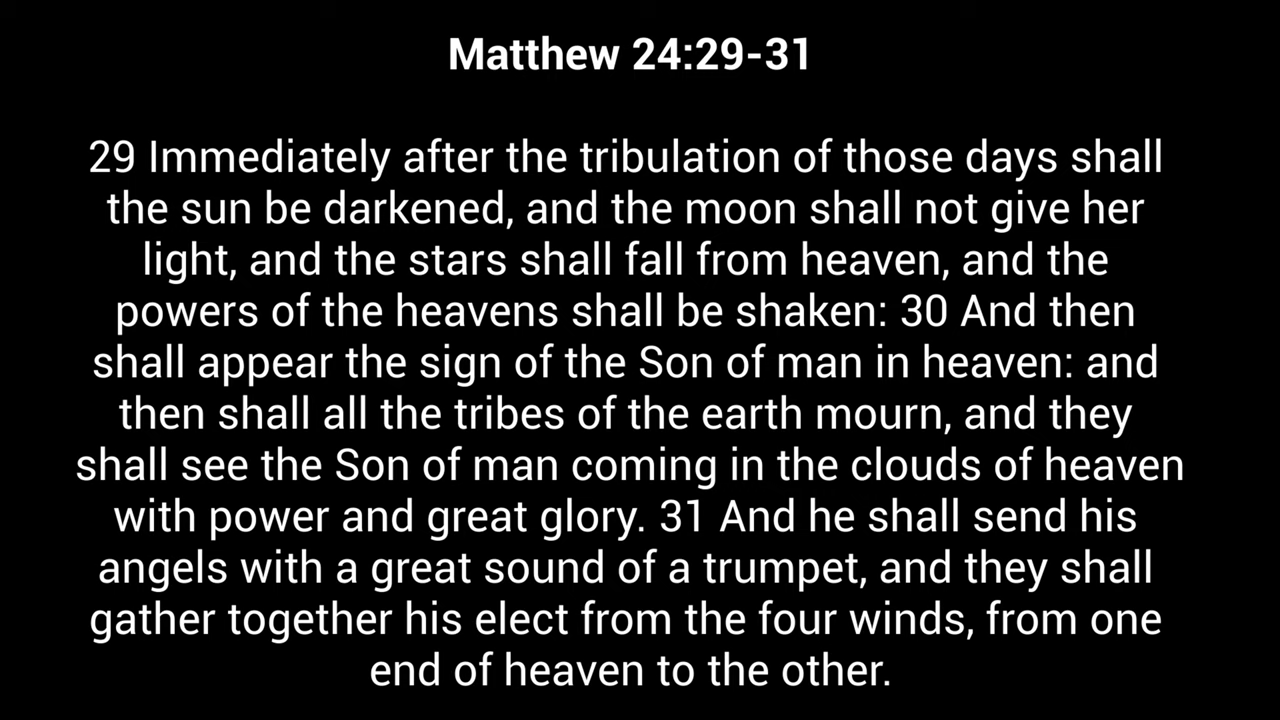 Matthew 24:29-31
29 Immediately after the tribulation of those days shall
the sun be darkened, and the moon shall not give her
light, and the stars shall fall from heaven, and the
powers of the heavens shall be shaken: 30 And then
shall appear the sign of the Son of man in heaven: and
then shall all the tribes of the earth mourn, and they
shall see the Son of man coming in the clouds of heaven
with power and great glory. 31 And he shall send his
angels with a great sound of a trumpet, and they shall
gather together his elect from the four winds, from one
end of heaven to the other.